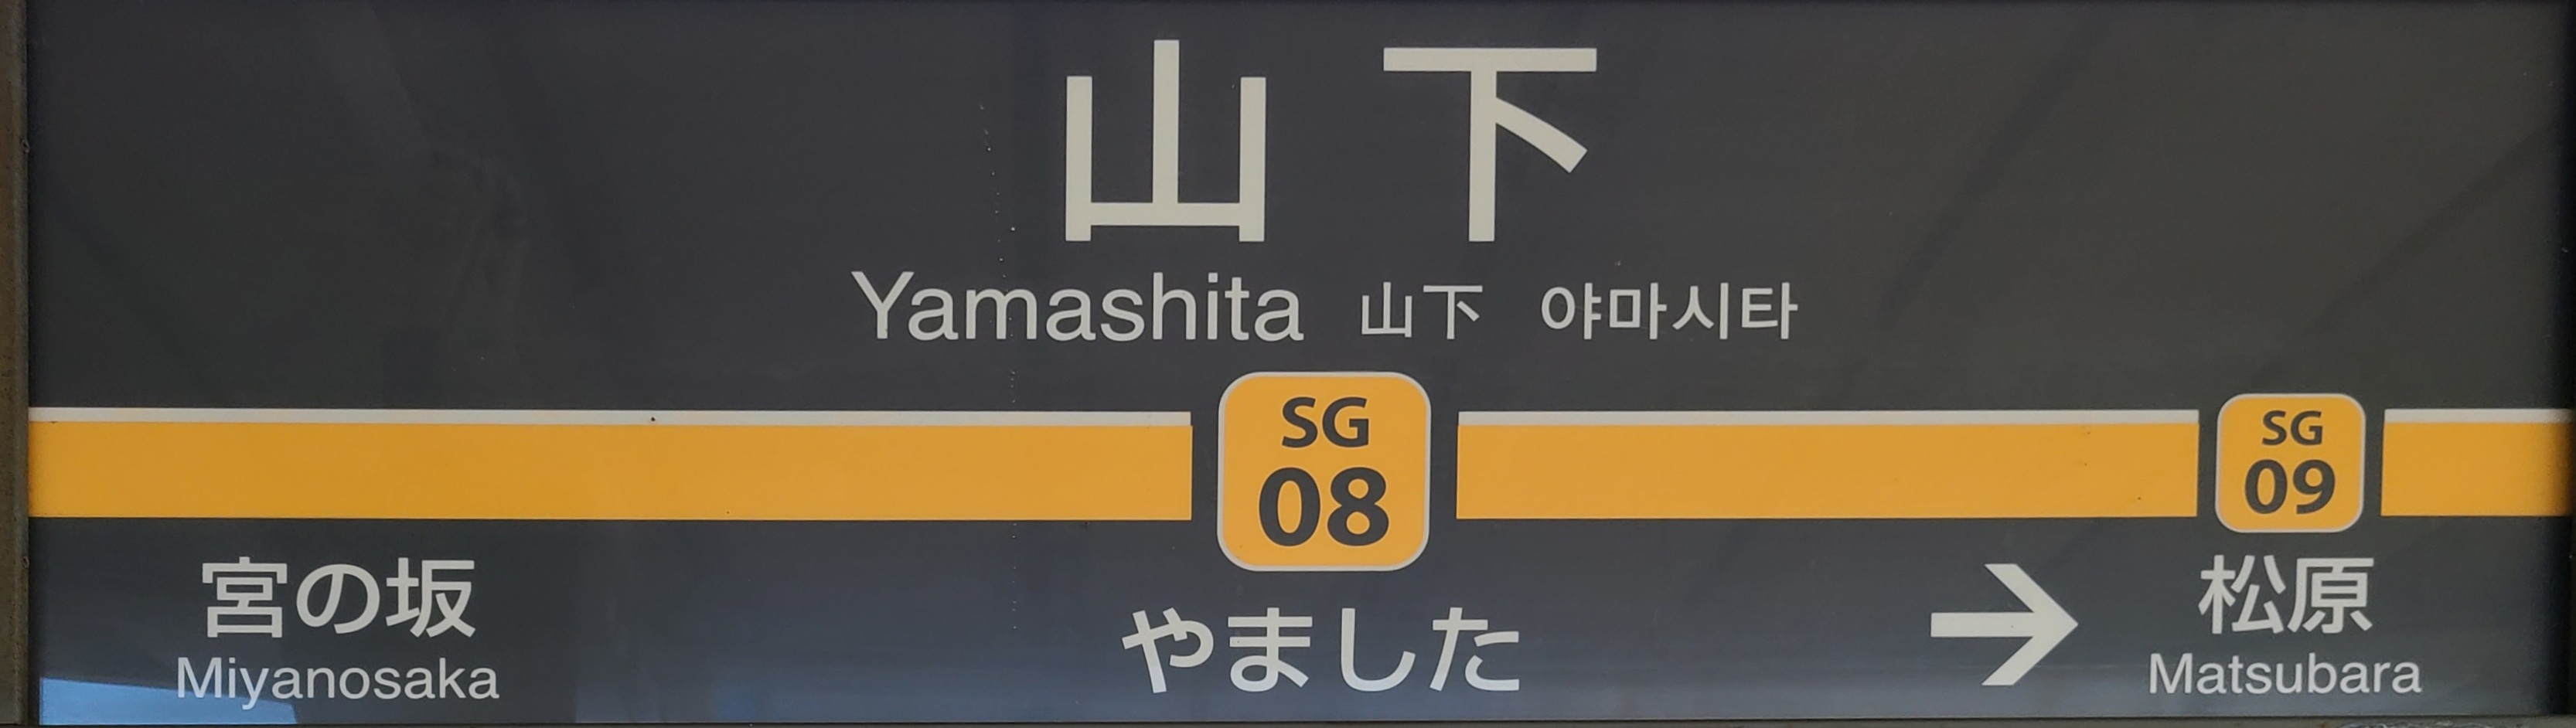 山下
Yamashita 山下 야마시타
SG
08
SG
09
宮の坂
Miyanosaka
やました
→ 松原
Matsubara